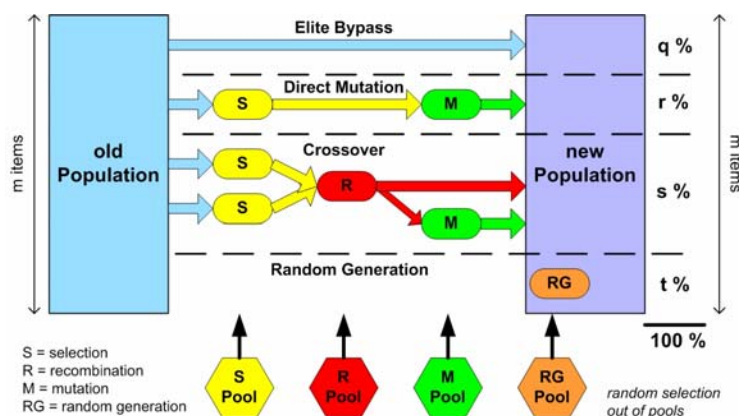 Elite Bypass
q %
Direct Mutation
S
M
r %
m items
old
Population
S
Crossover
R
S
M
new
Population
s %
m items
Random Generation
RG
t %
100 %
S = selection
R = recombination
M = mutation
RG = random generation
S
Pool
R
Pool
M
Pool
RG
Pool
random selection
out of pools